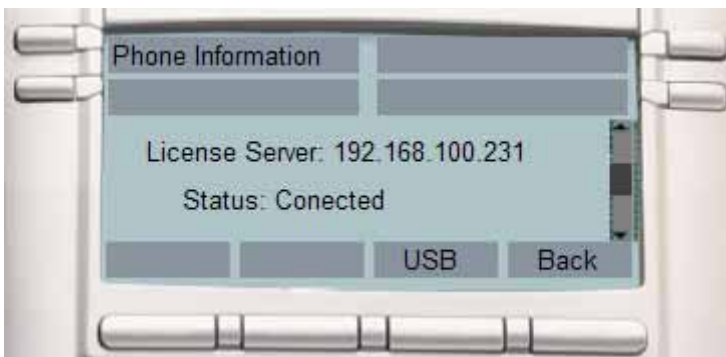 Phone Information
License Server: 192.168.100.231
Status: Conected
USB Back